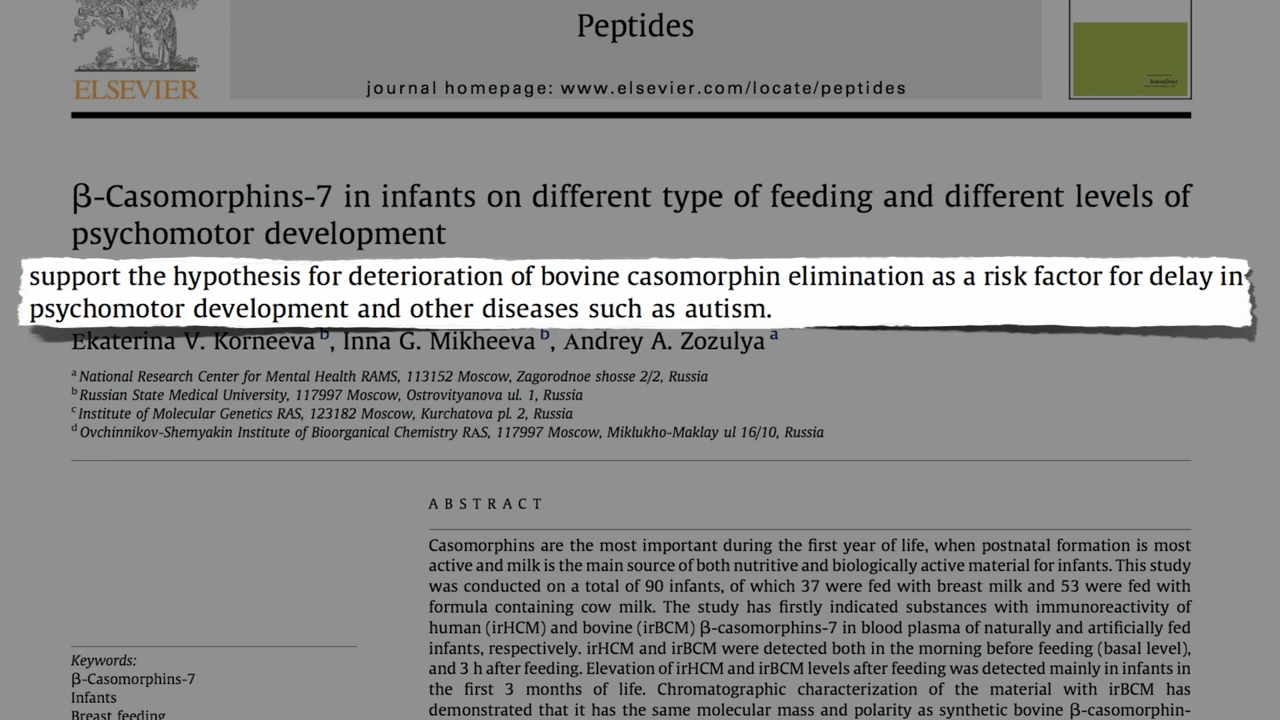 Peptides
ELSEVIER
journal homepage: www.elsevier.com/locate/peptides
ScienceDirect
β-Casomorphins-7 in infants on different type of feeding and different levels of
psychomotor development
support the hypothesis for deterioration of bovine casomorphin elimination as a risk factor for delay in
psychomotor development and other diseases such as autism.
Ekaterina V. Korneeva b, Inna G. Mikheeva b, Andrey A. Zozulya a
a National Research Center for Mental Health RAMS, 113152 Moscow, Zagorodnoe shosse 2/2, Russia
b Russian State Medical University, 117997 Moscow, Ostrovityanova ul. 1, Russia
c Institute of Molecular Genetics RAS, 123182 Moscow, Kurchatova pl. 2, Russia
d Ovchinnikov-Shemyakin Institute of Bioorganical Chemistry RAS, 117997 Moscow, Miklukho-Maklay ul 16/10, Russia
ABSTRACT
Casomorphins are the most important during the first year of life, when postnatal formation is most
active and milk is the main source of both nutritive and biologically active material for infants. This study
was conducted on a total of 90 infants, of which 37 were fed with breast milk and 53 were fed with
formula containing cow milk. The study has firstly indicated substances with immunoreactivity of
human (irHCM) and bovine (irBCM) β-casomorphins-7 in blood plasma of naturally and artificially fed
infants, respectively. irHCM and irBCM were detected both in the morning before feeding (basal level),
and 3 h after feeding. Elevation of irHCM and irBCM levels after feeding was detected mainly in infants in
the first 3 months of life. Chromatographic characterization of the material with irBCM has
demonstrated that it has the same molecular mass and polarity as synthetic bovine β-casomorphin-
Keywords:
β-Casomorphins-7
Infants
Breast feeding